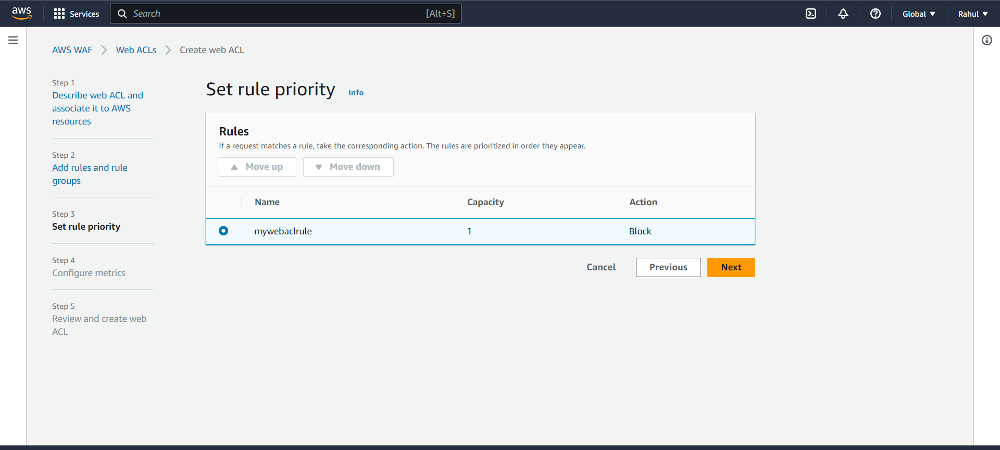 aws
Services
Search
[Alt+S]
Global
Rahul
AWS WAF
Web ACLs
Create web ACL
Step 1
Describe web ACL and
associate it to AWS
resources
Step 2
Add rules and rule
groups
Step 3
Set rule priority
Step 4
Configure metrics
Step 5
Review and create web
ACL
Set rule priority Info
Rules
If a request matches a rule, take the corresponding action. The rules are prioritized in order they appear.
Move up
Move down
Name Capacity Action
mywebaclrule 1 Block
Cancel
Previous
Next